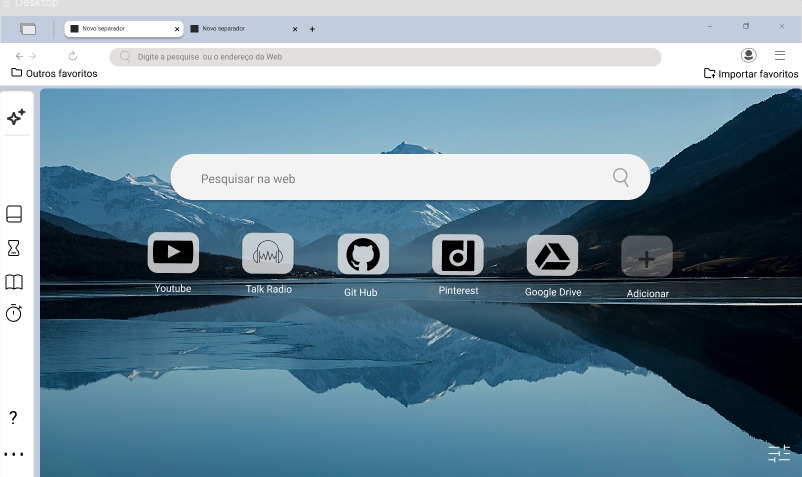 Desktop
Novo separador
Novo separador
Digite a pesquise ou o endereço da Web
Outros favoritos
Importar favoritos
Pesquisar na web
Youtube
Talk Radio
Git Hub
Pinterest
Google Drive
Adicionar
?